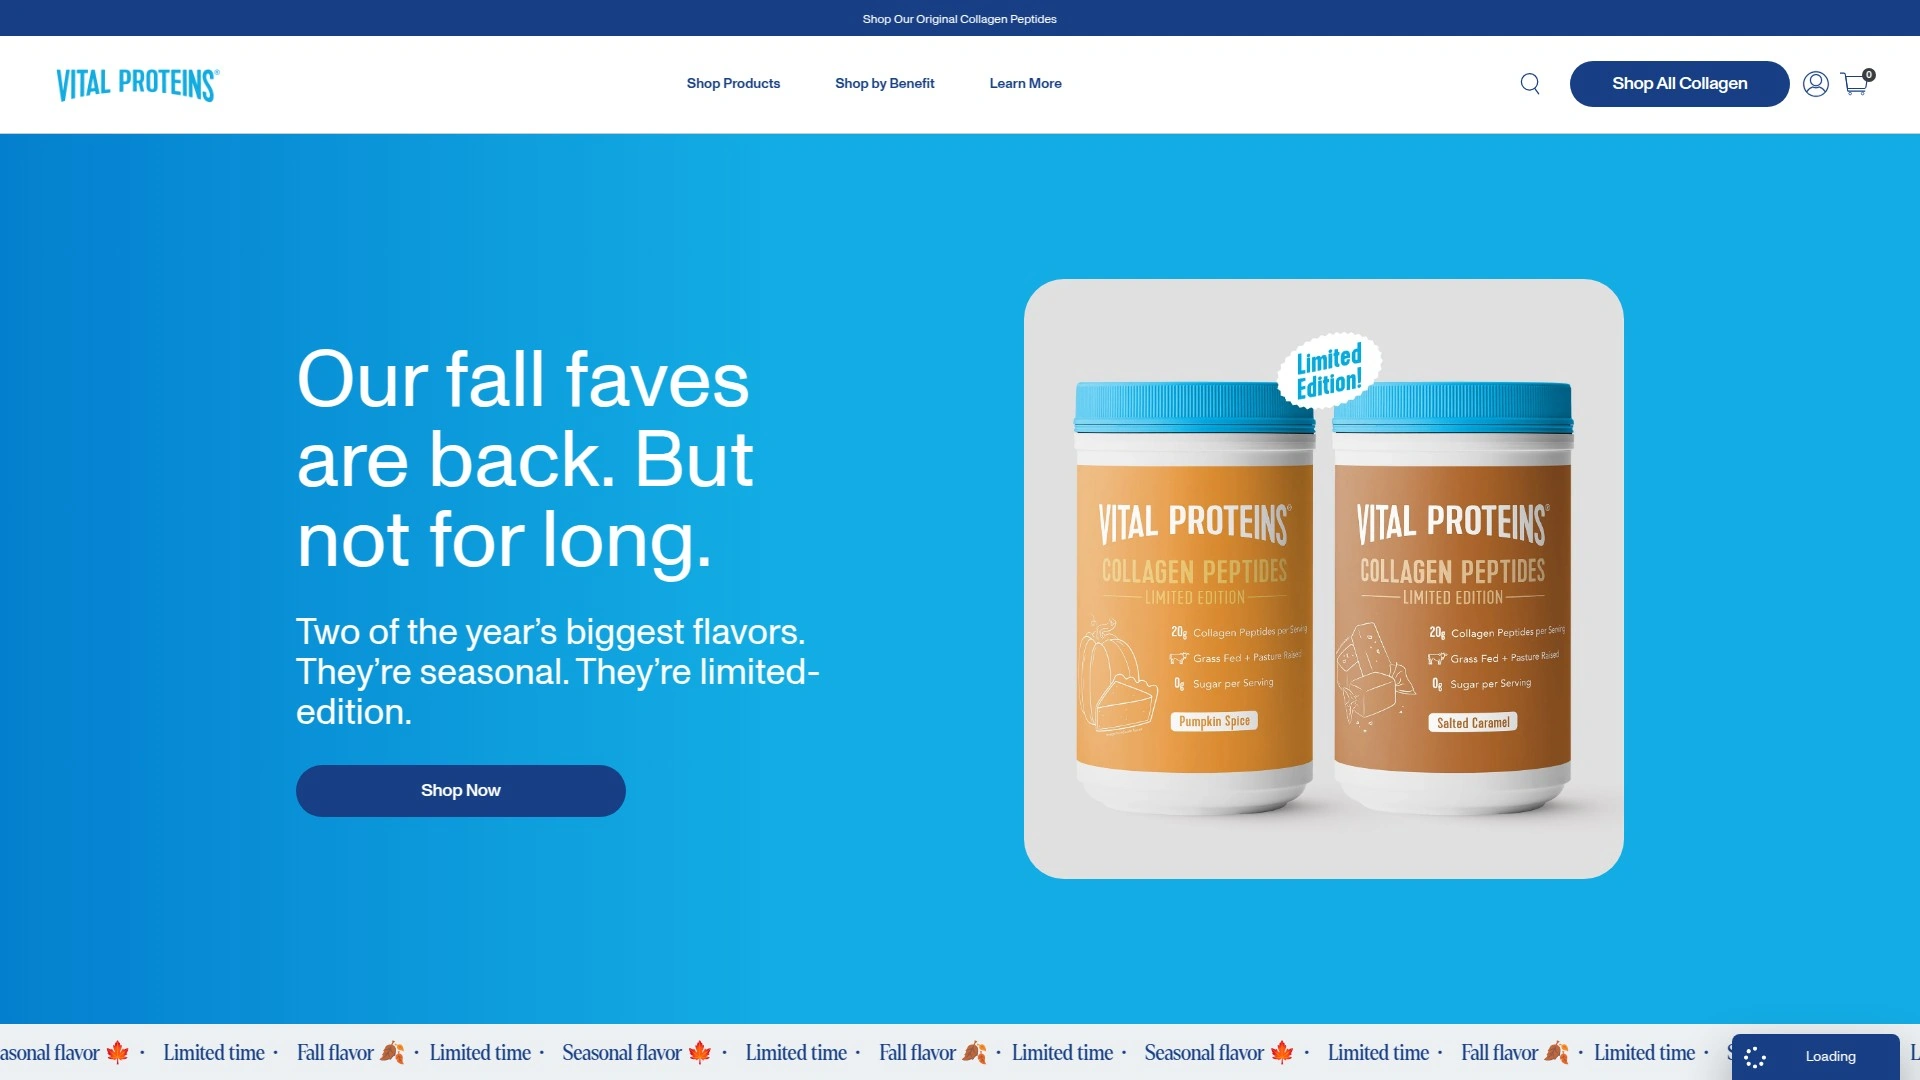 Shop Our Original Collagen Peptides
VITAL PROTEINS®
Shop Products
Shop by Benefit
Learn More
Shop All Collagen
0
Our fall faves
are back. But
not for long.
Two of the year’s biggest flavors.
They’re seasonal. They’re limited-
edition.
Shop Now
Limited
Edition!
VITAL PROTEINS®
COLLAGEN PEPTIDES
LIMITED EDITION
20g Collagen Peptides per Serving
Grass Fed + Pasture Raised
0g Sugar per Serving
Pumpkin Spice
VITAL PROTEINS®
COLLAGEN PEPTIDES
LIMITED EDITION
20g Collagen Peptides per Serving
Grass Fed + Pasture Raised
0g Sugar per Serving
Salted Caramel
asonal flavor 🍁 · Limited time · Fall flavor 🍂 · Limited time · Seasonal flavor 🍁 · Limited time · Fall flavor 🍂 · Limited time · Seasonal flavor 🍁 · Limited time · Fall flavor 🍂 · Limited time ·
Loading